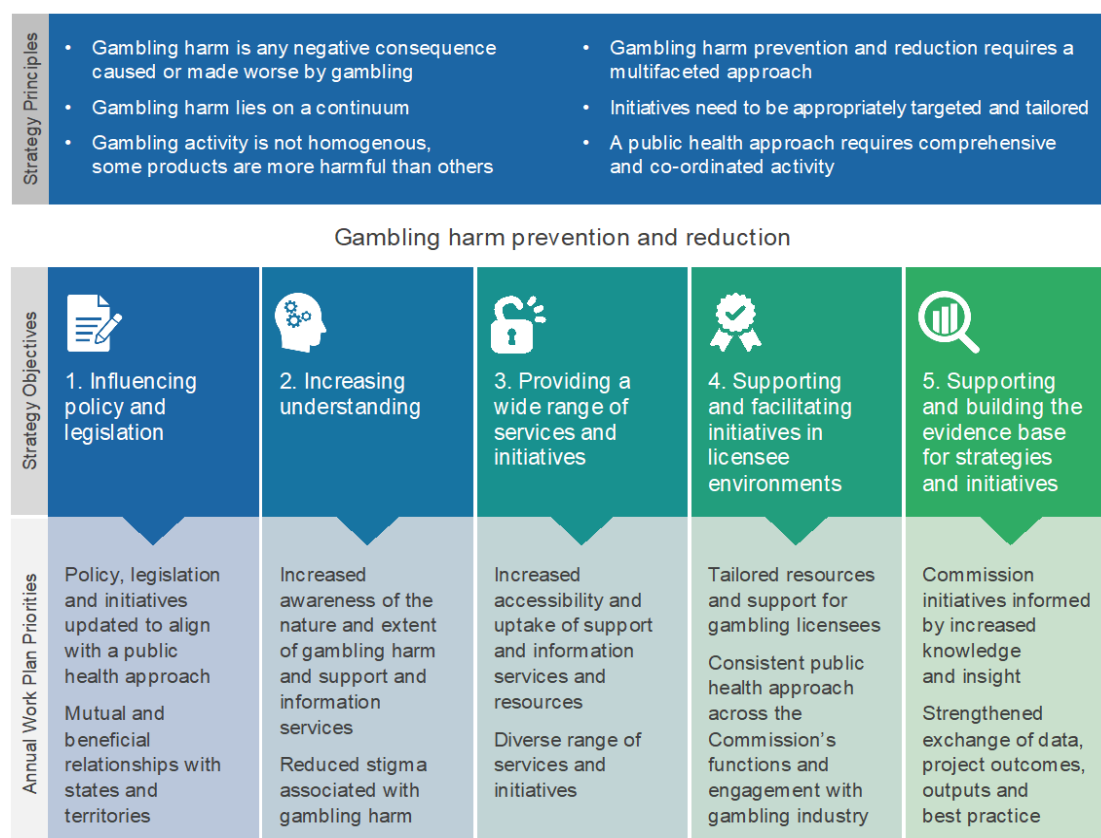 Strategy Principles
• Gambling harm is any negative consequence
caused or made worse by gambling
• Gambling harm lies on a continuum
• Gambling activity is not homogenous,
some products are more harmful than others
• Gambling harm prevention and reduction requires a
multifaceted approach
• Initiatives need to be appropriately targeted and tailored
• A public health approach requires comprehensive
and co-ordinated activity
Gambling harm prevention and reduction
Strategy Objectives
1. Influencing
policy and
legislation
2. Increasing
understanding
3. Providing a
wide range of
services and
initiatives
4. Supporting
and facilitating
initiatives in
licensee
environments
5. Supporting
and building the
evidence base
for strategies
and initiatives
Annual Work Plan Priorities
Policy, legislation
and initiatives
updated to align
with a public
health approach
Mutual and
beneficial
relationships with
states and
territories
Increased
awareness of the
nature and extent
of gambling harm
and support and
information
services
Reduced stigma
associated with
gambling harm
Increased
accessibility and
uptake of support
and information
services and
resources
Diverse range of
services and
initiatives
Tailored resources
and support for
gambling licensees
Consistent public
health approach
across the
Commission's
functions and
engagement with
gambling industry
Commission
initiatives informed
by increased
knowledge
and insight
Strengthened
exchange of data,
project outcomes,
outputs and
best practice